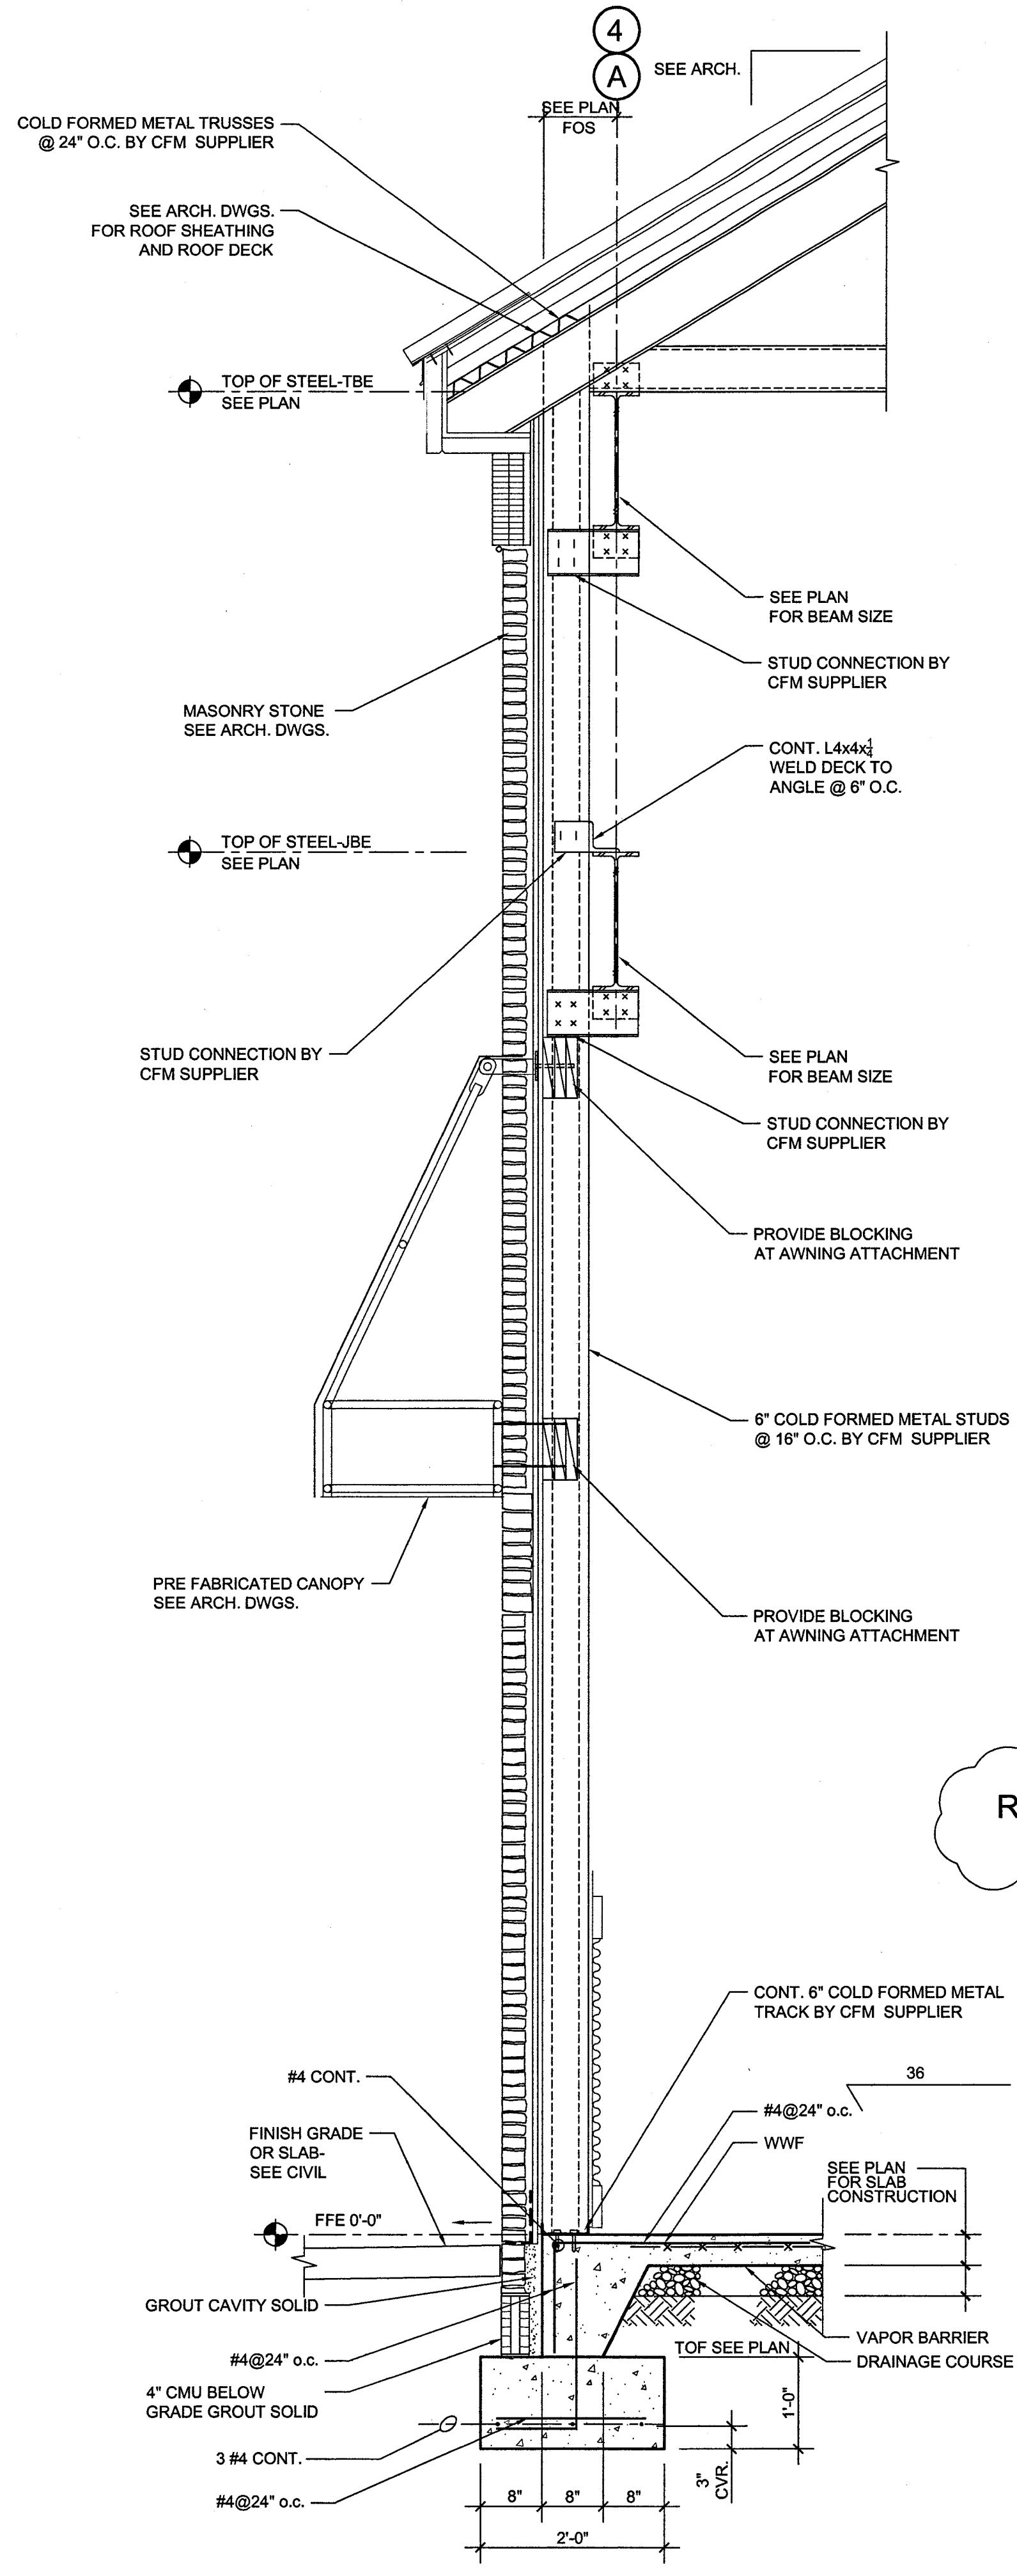 4
A
SEE ARCH.
SEE PLAN
FOS
COLD FORMED METAL TRUSSES
@ 24" O.C. BY CFM SUPPLIER
SEE ARCH. DWGS.
FOR ROOF SHEATHING
AND ROOF DECK
TOP OF STEEL-TBE
SEE PLAN
SEE PLAN
FOR BEAM SIZE
STUD CONNECTION BY
CFM SUPPLIER
MASONRY STONE
SEE ARCH. DWGS.
CONT. L4x4x¼
WELD DECK TO
ANGLE @ 6" O.C.
TOP OF STEEL-JBE
SEE PLAN
STUD CONNECTION BY
CFM SUPPLIER
SEE PLAN
FOR BEAM SIZE
STUD CONNECTION BY
CFM SUPPLIER
PROVIDE BLOCKING
AT AWNING ATTACHMENT
6" COLD FORMED METAL STUDS
@ 16" O.C. BY CFM SUPPLIER
PRE FABRICATED CANOPY
SEE ARCH. DWGS.
PROVIDE BLOCKING
AT AWNING ATTACHMENT
R
CONT. 6" COLD FORMED METAL
TRACK BY CFM SUPPLIER
#4 CONT.
36
#4@24" o.c.
FINISH GRADE
OR SLAB-
SEE CIVIL
WWF
SEE PLAN
FOR SLAB
CONSTRUCTION
FFE 0'-0"
GROUT CAVITY SOLID
VAPOR BARRIER
TOF SEE PLAN
DRAINAGE COURSE
#4@24" o.c.
4" CMU BELOW
GRADE GROUT SOLID
1'-0"
3 #4 CONT.
3"
CVR.
#4@24" o.c.
8"
8"
8"
2'-0"